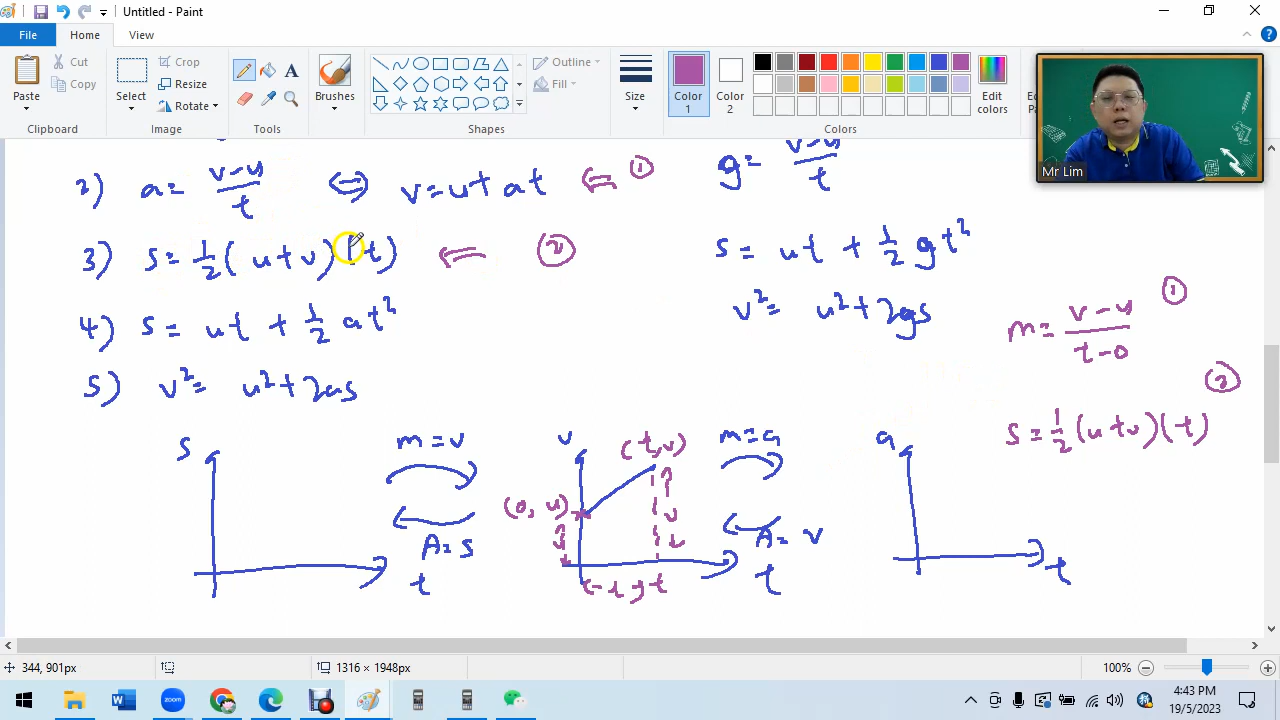 Untitled - Paint
File Home View
Paste Cut Copy
Select Crop Resize Rotate
Brushes
Outline Fill
Size
Color 1
Color 2
Edit colors
Clipboard Image Tools Shapes Colors
Mr Lim
2) a = (v-u)/t ⇔ v = u + at ⇐ ①
g = (v-u)/t
3) s = 1/2 (u+v)(t) ⇐ ②
s = ut + 1/2 gt²
4) s = ut + 1/2 at²
v² = u² + 2gs
m = (v-u)/(t-0) ①
5) v² = u² + 2as
②
s = 1/2 (u+v)(t)
s m = v v (t, v) m = a a
(0, u)
A = s A = v
t t t
t
344, 901px 1316 × 1948px 100%
4:43 PM
19/5/2023